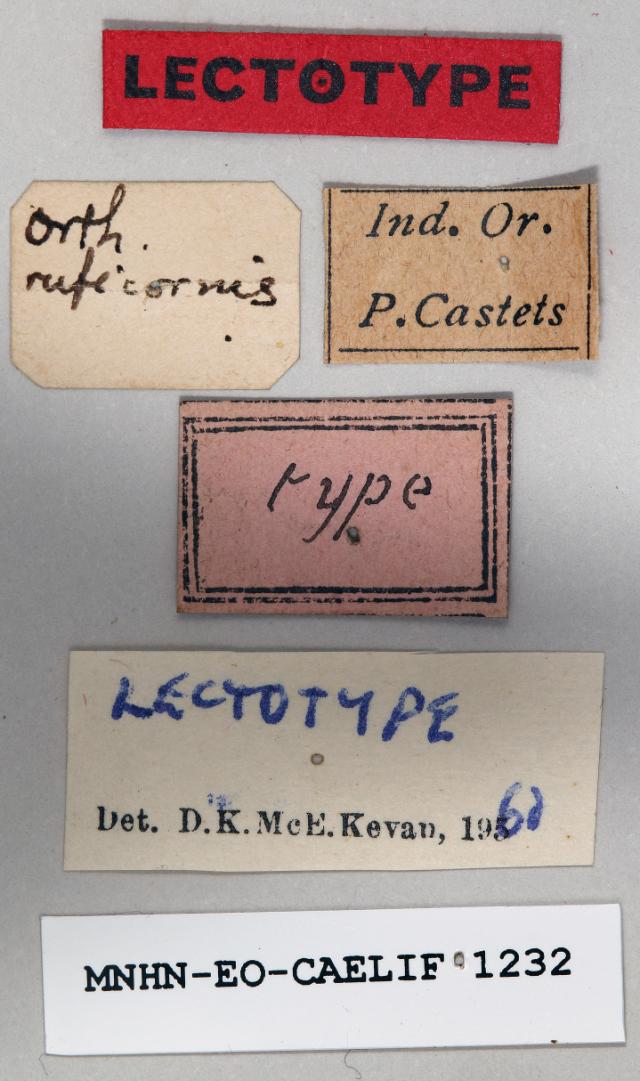 LECTOTYPE
Orth.
ruficornis
Ind. Or.
P. Castets
type
LECTOTYPE
Det. D. K. McE. Kevan, 1960
MNHN-EO-CAELIF 1232